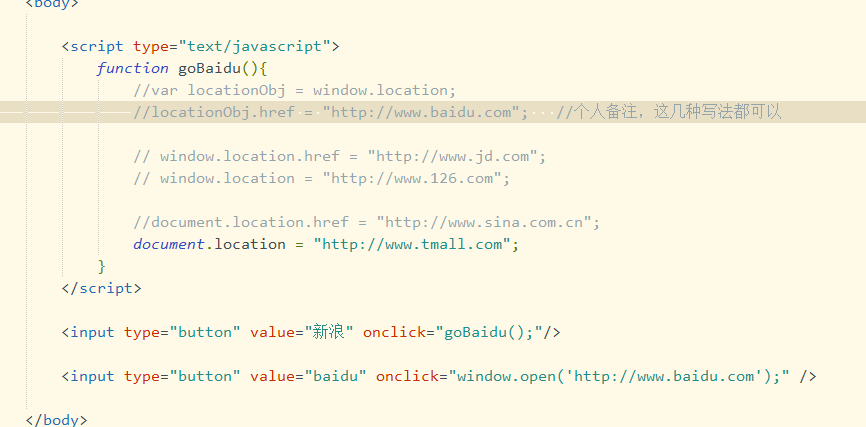 <body>
<script type="text/javascript">
function goBaidu(){
//var locationObj = window.location;
//locationObj.href = "http://www.baidu.com"; //个人备注，这几种写法都可以
// window.location.href = "http://www.jd.com";
// window.location = "http://www.126.com";
//document.location.href = "http://www.sina.com.cn";
document.location = "http://www.tmall.com";
}
</script>
<input type="button" value="新浪" onclick="goBaidu();"/>
<input type="button" value="baidu" onclick="window.open('http://www.baidu.com');" />
</body>